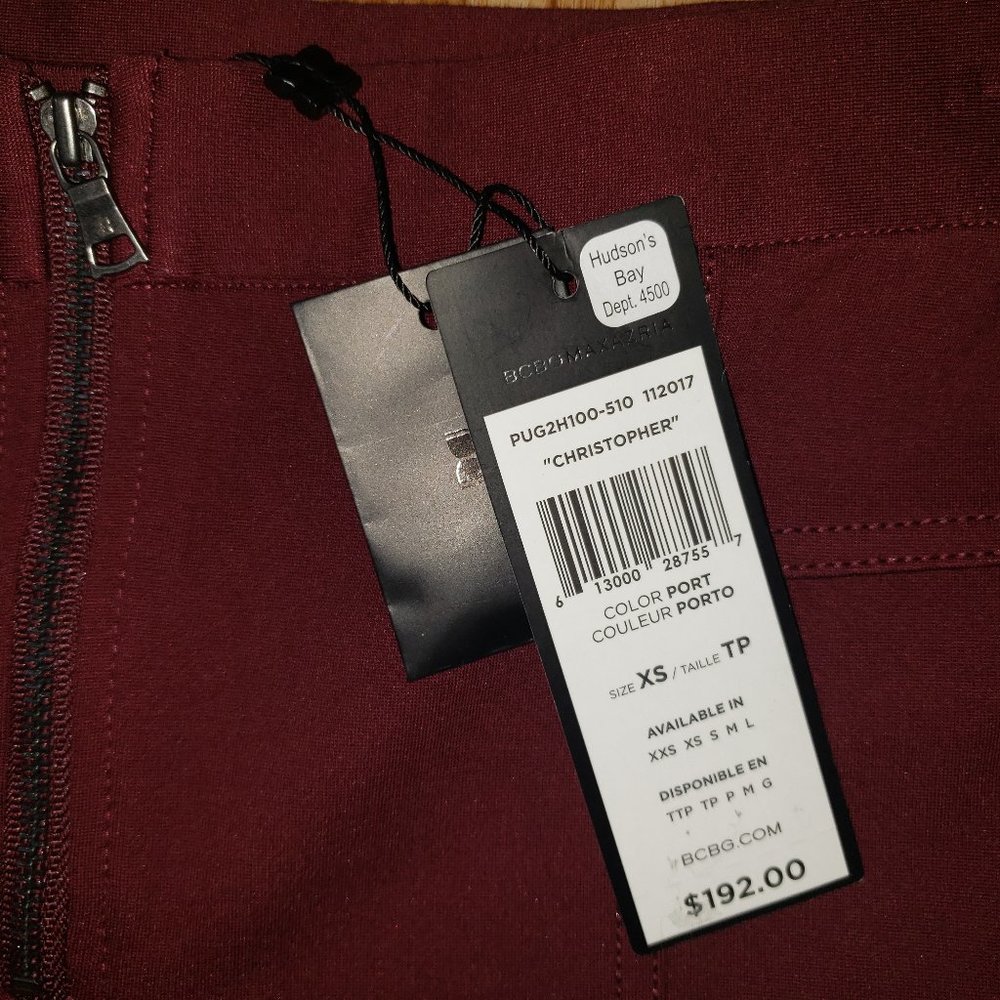 Hudson's
Bay
Dept. 4500
BCBGMAXAZRIA
PUG2H100-510 112017
"CHRISTOPHER"
6 13000 28755 7
COLOR PORT
COULEUR PORTO
SIZE XS / TAILLE TP
AVAILABLE IN
XXS XS S M L
DISPONIBLE EN
TTP TP P M G
BCBG.COM
$192.00